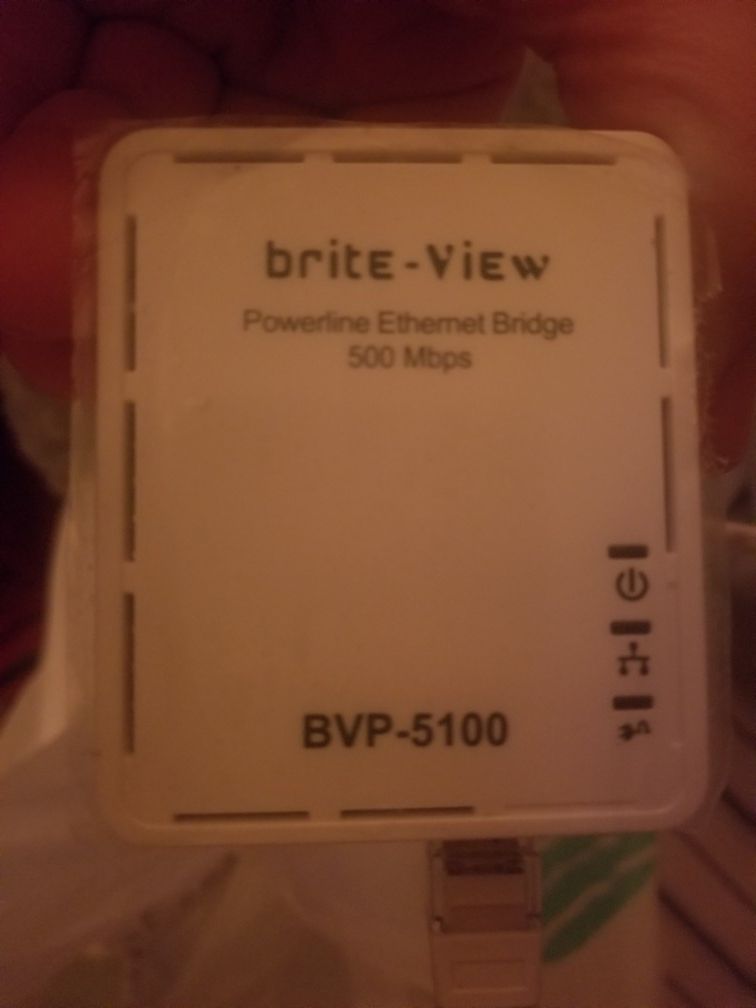 britE-ViEw
Powerline Ethernet Bridge
500 Mbps
BVP-5100